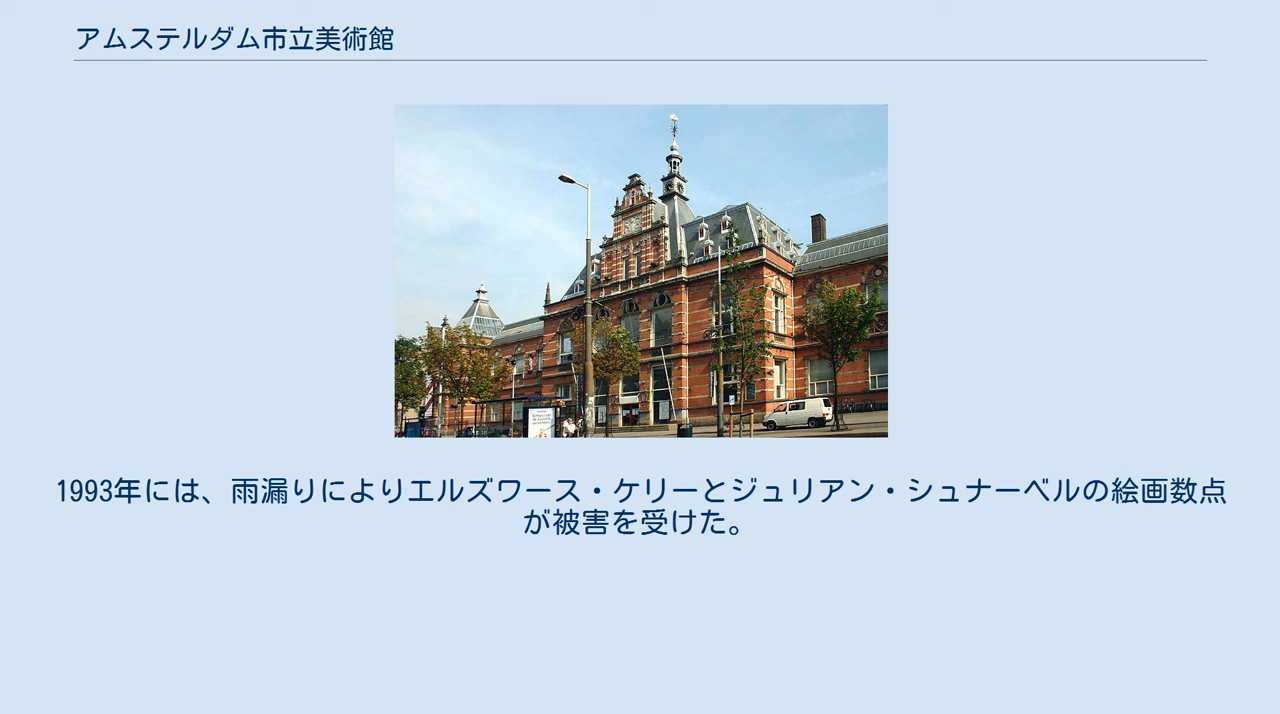 アムステルダム市立美術館
1993年には、雨漏りによりエルズワース・ケリーとジュリアン・シュナーベルの絵画数点
が被害を受けた。